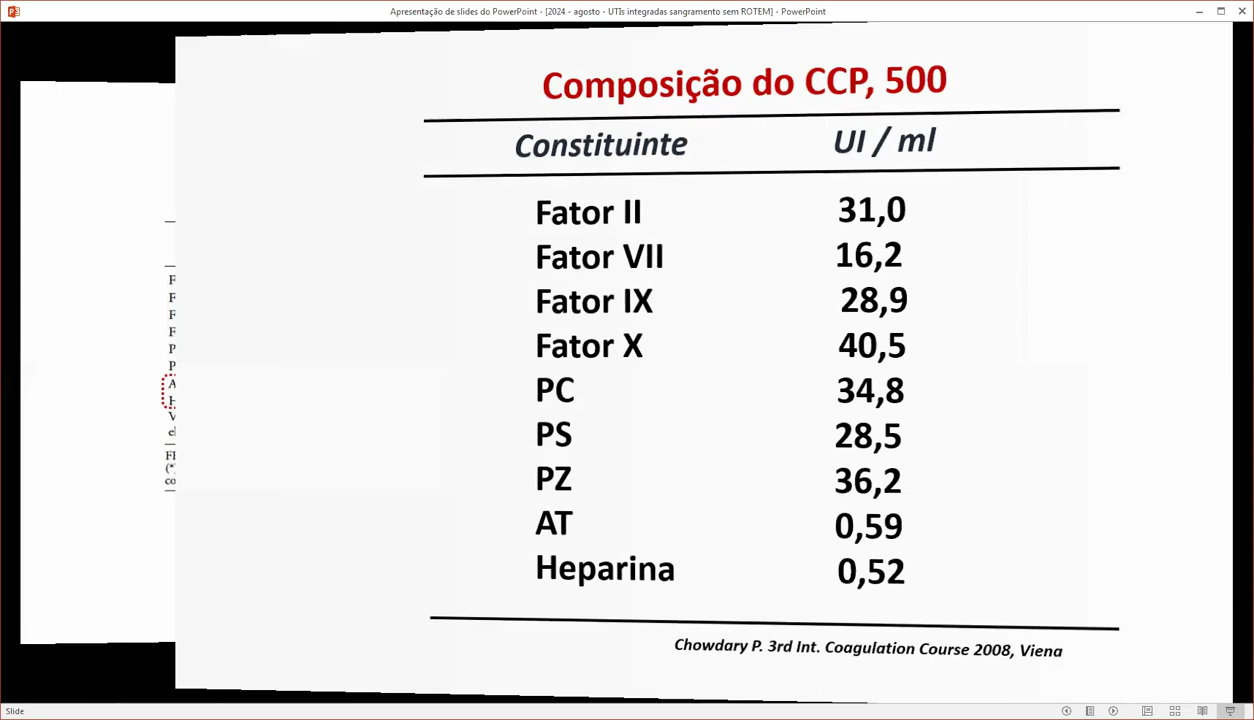 Apresentação de slides do PowerPoint - [2024 - agosto - UTIs integradas sangramento sem ROTEM] - PowerPoint
Composição do CCP, 500
Constituinte UI / ml
Fator II 31,0
Fator VII 16,2
Fator IX 28,9
Fator X 40,5
PC 34,8
PS 28,5
PZ 36,2
AT 0,59
Heparina 0,52
Chowdary P. 3rd Int. Coagulation Course 2008, Viena
F
F
F
F
P
P
A
H
V
(*
co
Slide